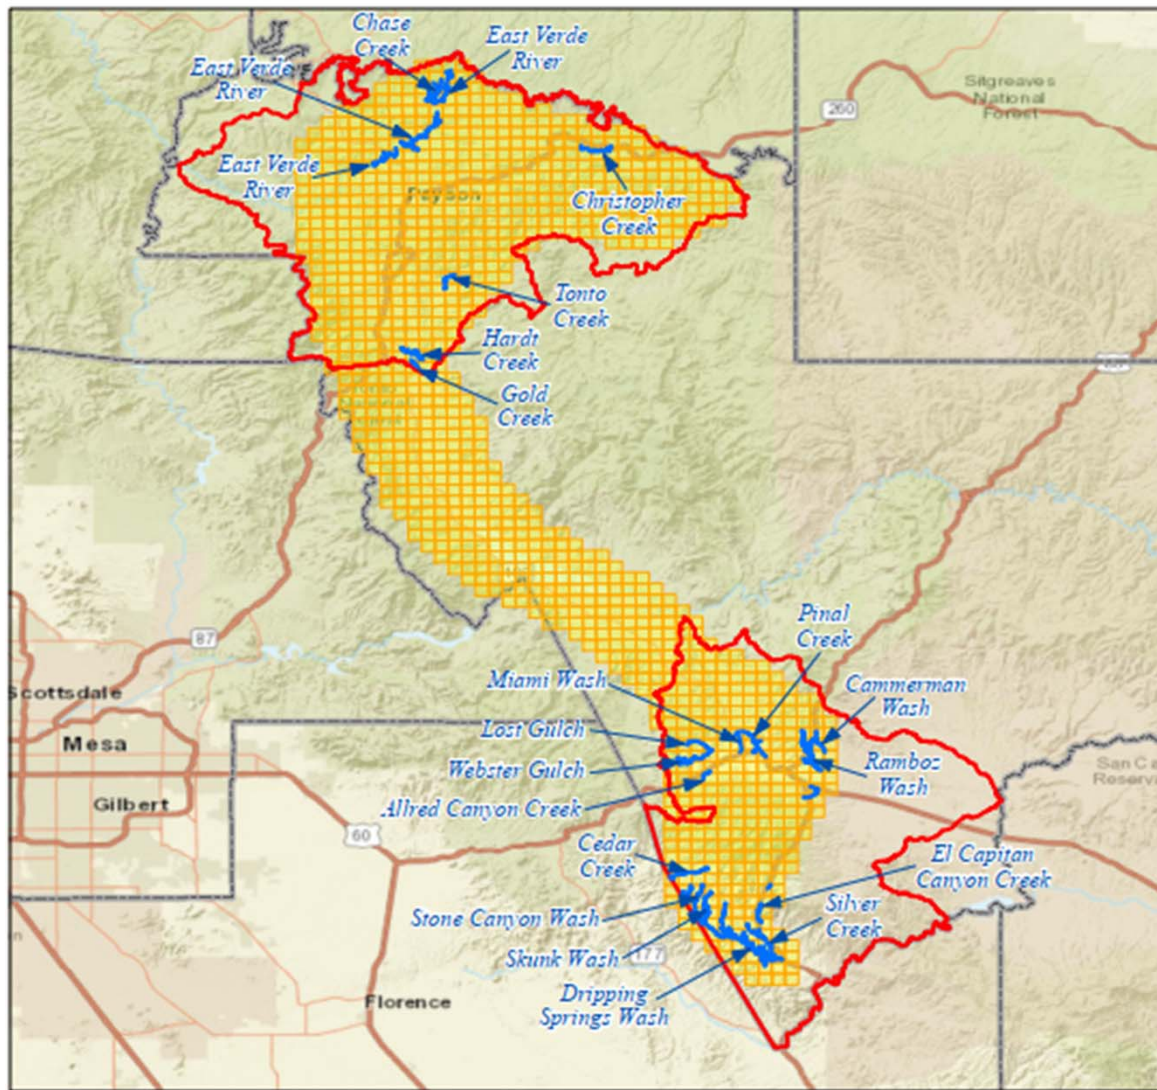 Chase
Creek
East Verde
River
East Verde
River
260
Sitgreaves
National
Forest
East Verde
River
Payson
Christopher
Creek
Tonto
Creek
Hardt
Creek
Gold
Creek
87
Scottsdale
Mesa
Gilbert
Pinal
Creek
Miami Wash
Cammerman
Wash
Lost Gulch
Webster Gulch
Ramboz
Wash
San Ca
Reserva
Allred Canyon Creek
60
Cedar
Creek
El Capitan
Canyon Creek
Stone Canyon Wash
Silver
Creek
Skunk Wash
177
Dripping
Springs Wash
Florence